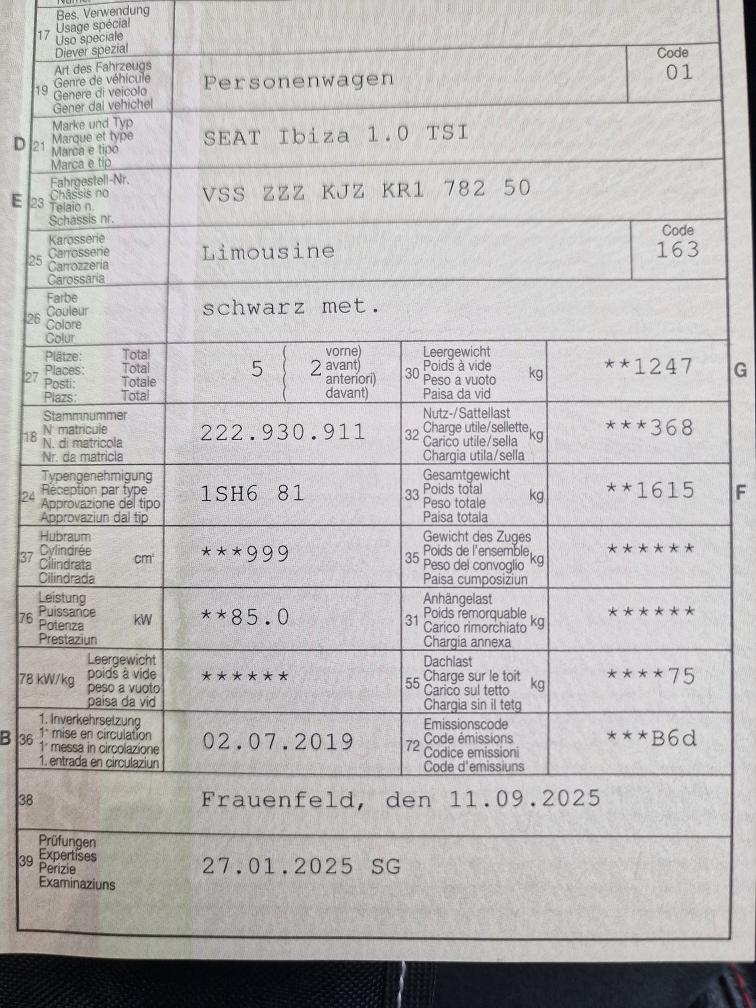 17 Bes. Verwendung
Usage spécial
Uso speciale
Diever spezial
19 Art des Fahrzeugs
Genre de véhicule
Genere di veicolo
Gener dal vehichel
Personenwagen
Code
01
D 21 Marke und Typ
Marque et type
Marca e tipo
Marca e tip
SEAT Ibiza 1.0 TSI
E 23 Fahrgestell-Nr.
Châssis no
Telaio n.
Schassis nr.
VSS ZZZ KJZ KR1 782 50
25 Karosserie
Carrosserie
Carrozzeria
Carossaria
Limousine
Code
163
26 Farbe
Couleur
Colore
Colur
schwarz met.
27 Plätze: Total
Places: Total
Posti: Totale
Plazs: Total
5 ( 2 vorne)
avant)
anteriori)
davant)
30 Leergewicht
Poids à vide
Peso a vuoto
Paisa da vid
kg
**1247
G
18 Stammnummer
N° matricule
N. di matricola
Nr. da matricla
222.930.911
32 Nutz-/Sattellast
Charge utile/sellette
Carico utile/sella
Chargia utila/sella
kg
***368
24 Typengenehmigung
Réception par type
Approvazione del tipo
Approvaziun dal tip
1SH6 81
33 Gesamtgewicht
Poids total
Peso totale
Paisa totala
kg
**1615
F
37 Hubraum
Cylindrée
Cilindrata
Cilindrada
cm³
***999
35 Gewicht des Zuges
Poids de l'ensemble
Peso del convoglio
Paisa cumposiziun
kg
******
76 Leistung
Puissance
Potenza
Prestaziun
kW
**85.0
31 Anhängelast
Poids remorquable
Carico rimorchiato
Chargia annexa
kg
******
78 kW/kg Leergewicht
poids à vide
peso a vuoto
paisa da vid
******
55 Dachlast
Charge sur le toit
Carico sul tetto
Chargia sin il tetg
kg
****75
B 36 1. Inverkehrsetzung
1ʳᵉ mise en circulation
1ª messa in circolazione
1. entrada en circulaziun
02.07.2019
72 Emissionscode
Code émissions
Codice emissioni
Code d'emissiuns
***B6d
38
Frauenfeld, den 11.09.2025
39 Prüfungen
Expertises
Perizie
Examinaziuns
27.01.2025 SG